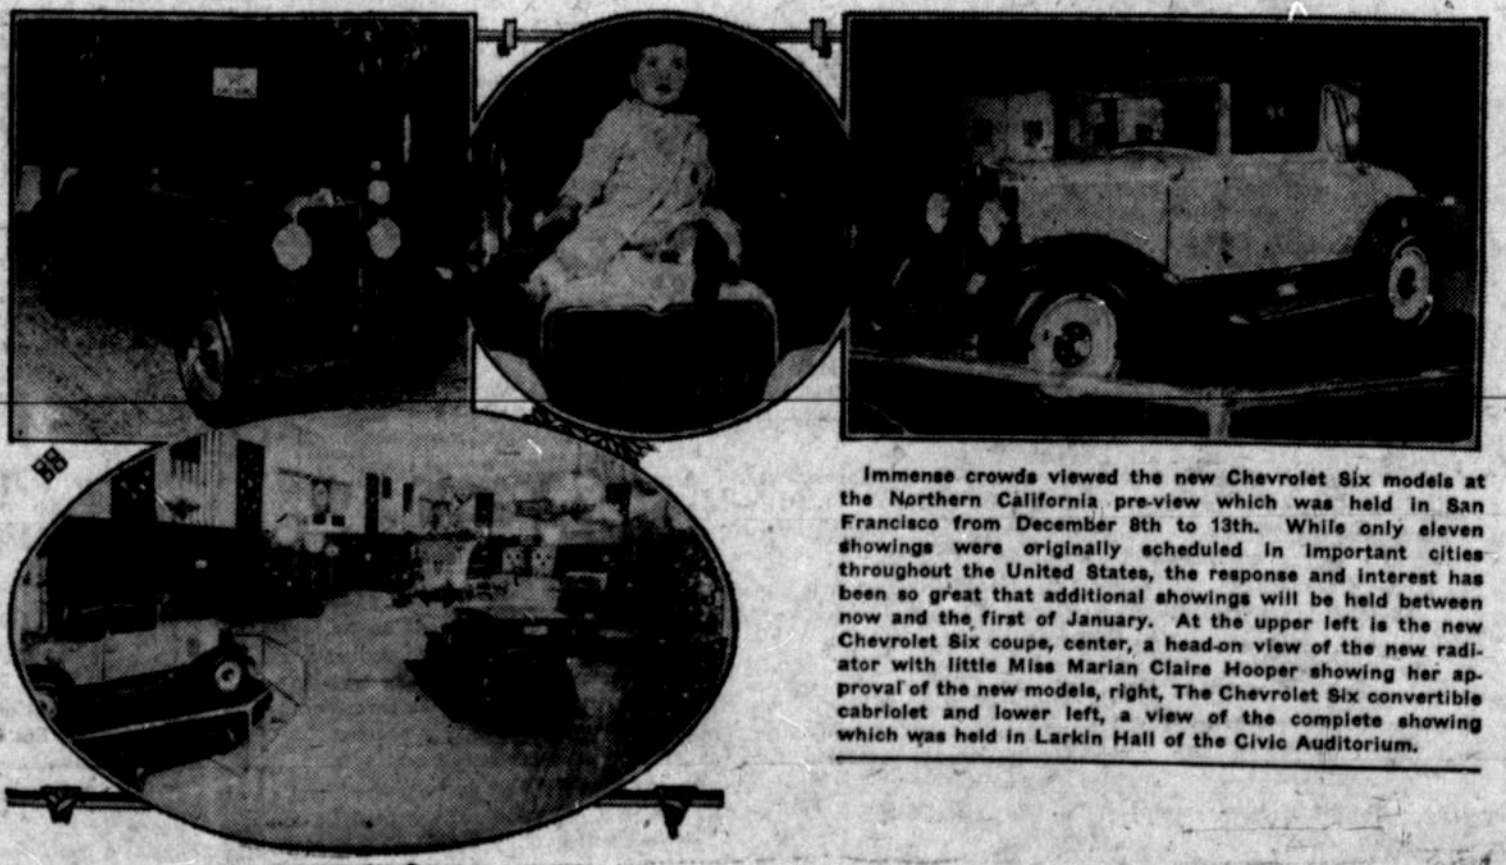 Immense crowds viewed the new Chevrolet Six models at
the Northern California pre-view which was held in San
Francisco from December 8th to 13th. While only eleven
showings were originally scheduled in important cities
throughout the United States, the response and interest has
been so great that additional showings will be held between
now and the first of January. At the upper left is the new
Chevrolet Six coupe, center, a head-on view of the new radi-
ator with little Miss Marian Claire Hooper showing her ap-
proval of the new models, right, The Chevrolet Six convertible
cabriolet and lower left, a view of the complete showing
which was held in Larkin Hall of the Civic Auditorium.